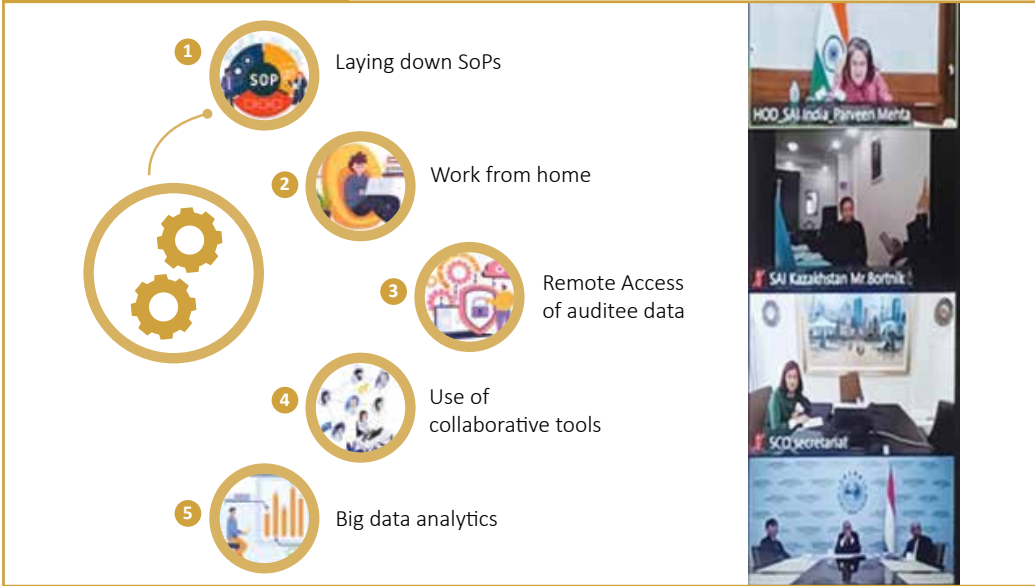 1
Laying down SoPs
SOP
2
Work from home
3
Remote Access
of auditee data
4
Use of
collaborative tools
5
Big data analytics
HOD_SAI India_Parveen Mehta
SAI Kazakhstan Mr.Bortnik
SCO secretariat